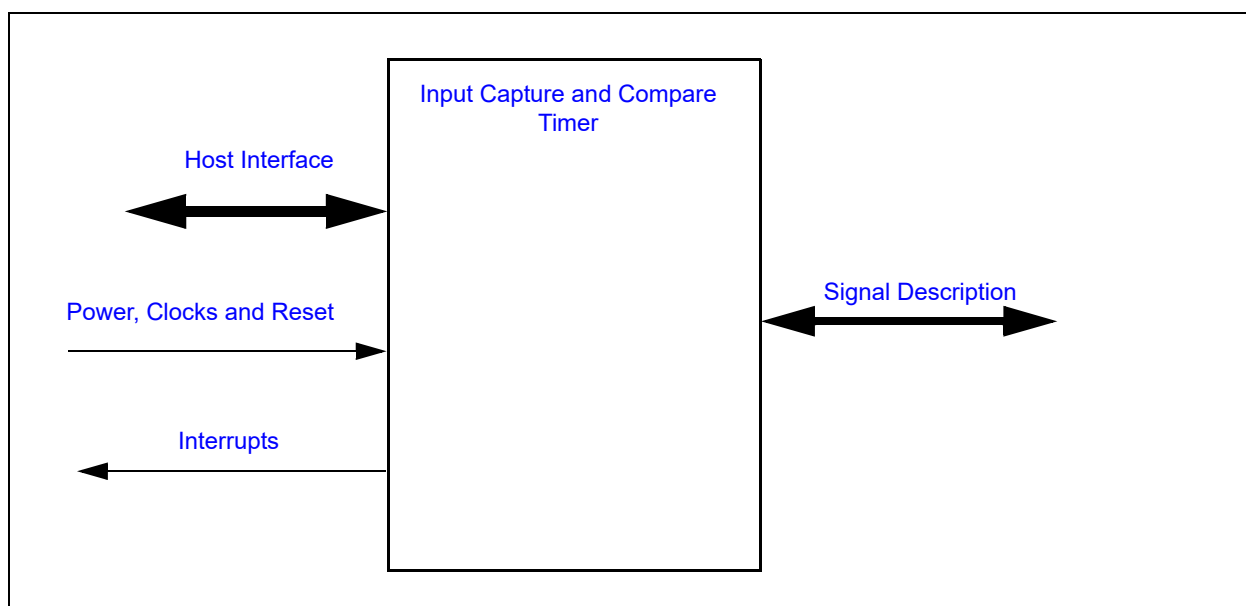 Input Capture and Compare
Timer
Host Interface
Power, Clocks and Reset
Signal Description
Interrupts